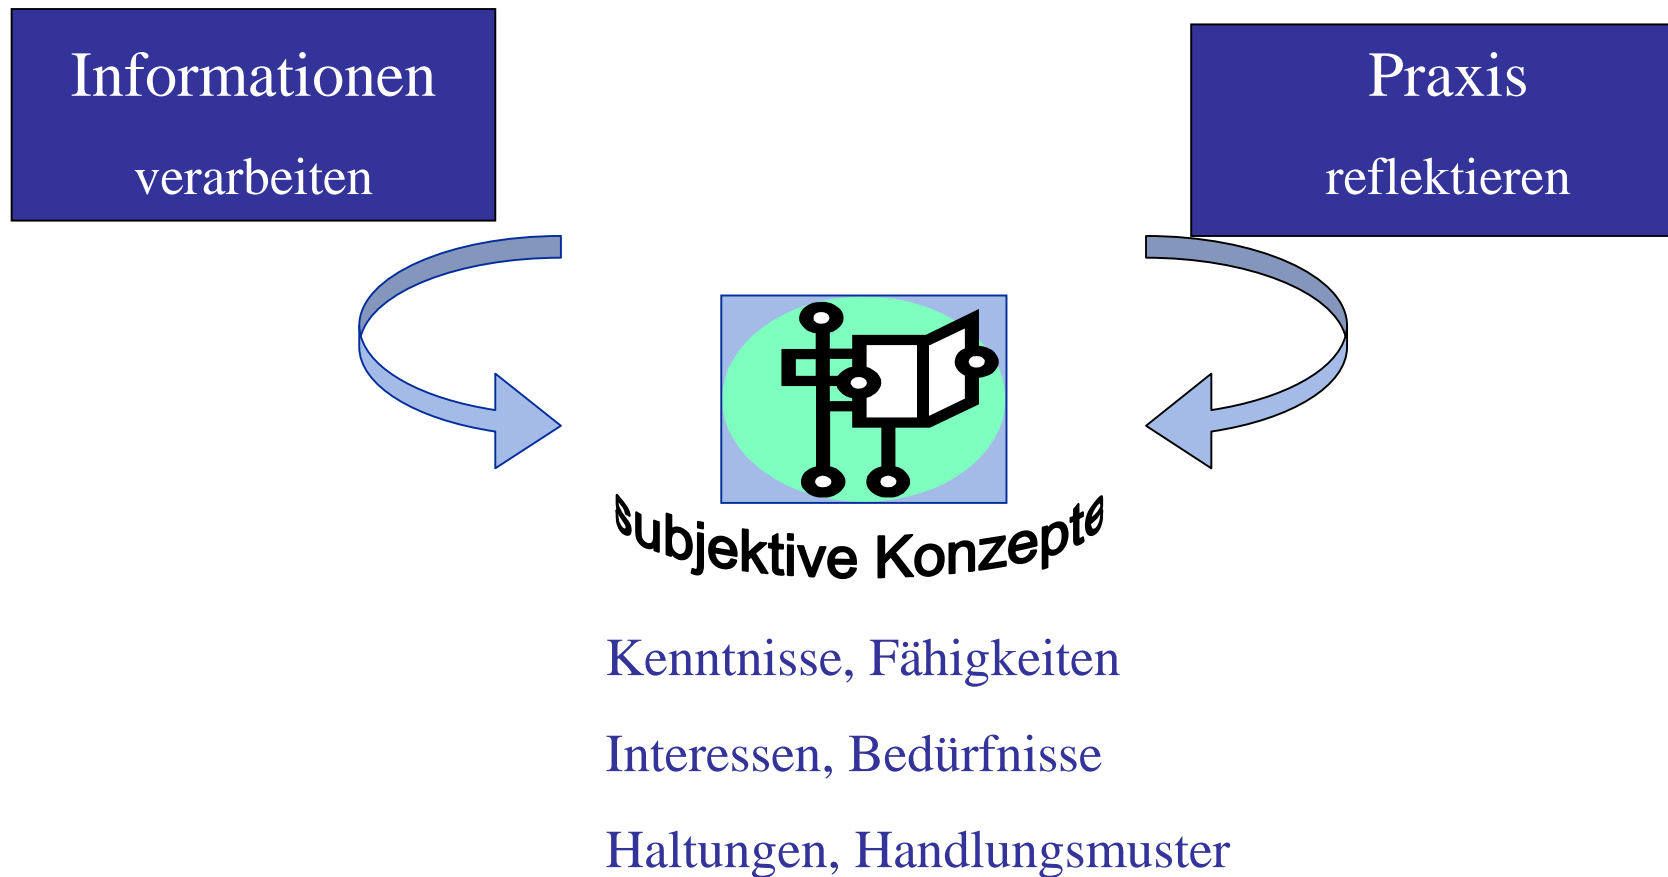 Informationen
verarbeiten
Praxis
reflektieren
subjektive Konzepte
Kenntnisse, Fähigkeiten
Interessen, Bedürfnisse
Haltungen, Handlungsmuster